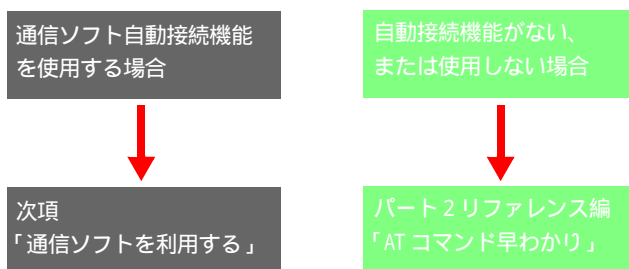 通信ソフト自動接続機能
を使用する場合
自動接続機能がない、
または使用しない場合
次項
「通信ソフトを利用する」
パート2リファレンス編
「ATコマンド早わかり」